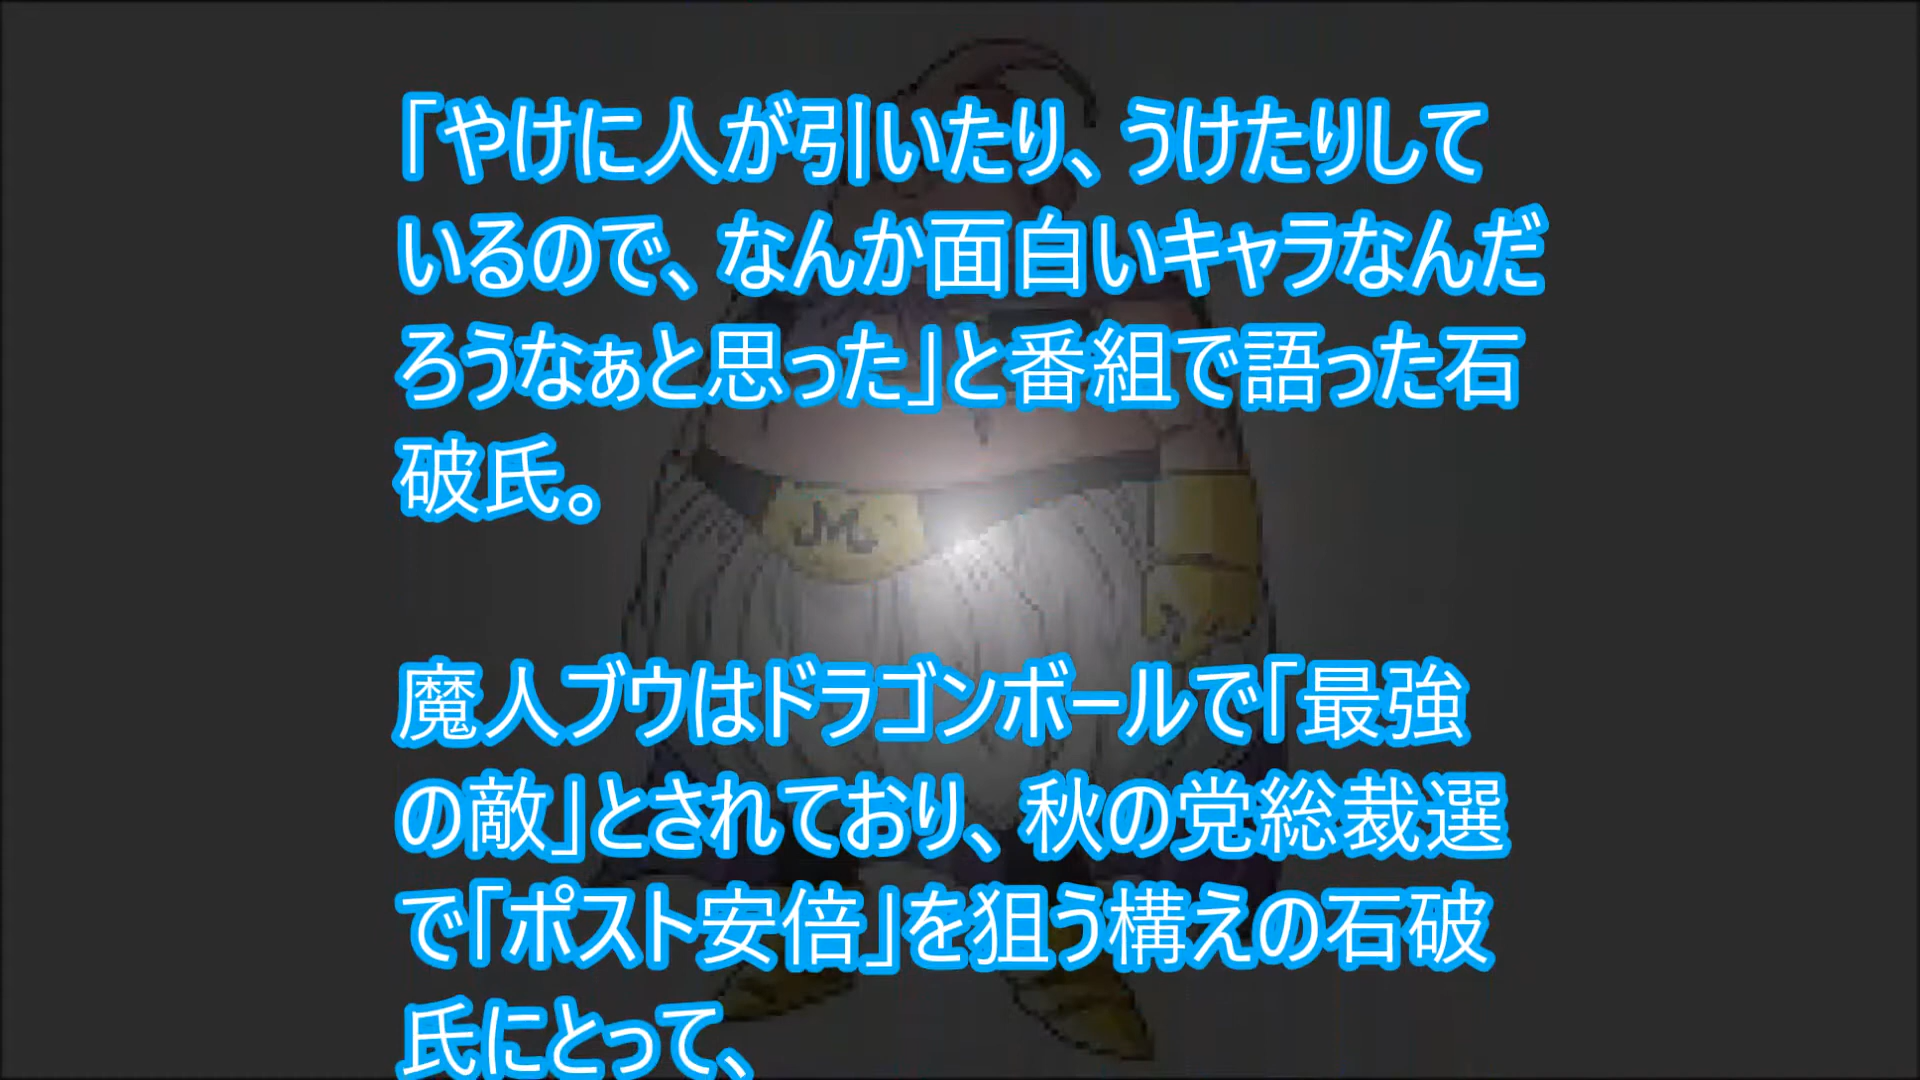 「やけに人が引いたり、うけたりして
いるので、なんか面白いキャラなんだ
ろうなぁと思った」と番組で語った石
破氏。
M
魔人ブウはドラゴンボールで「最強
の敵」とされており、秋の党総裁選
で「ポスト安倍」を狙う構えの石破
氏にとって、